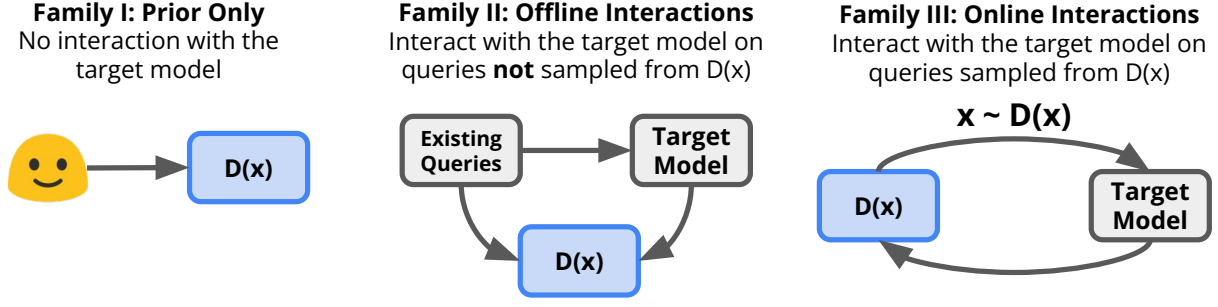 Family I: Prior Only
No interaction with the
target model
D(x)
Family II: Offline Interactions
Interact with the target model on
queries not sampled from D(x)
Existing
Queries
Target
Model
D(x)
Family III: Online Interactions
Interact with the target model on
queries sampled from D(x)
x ~ D(x)
D(x)
Target
Model